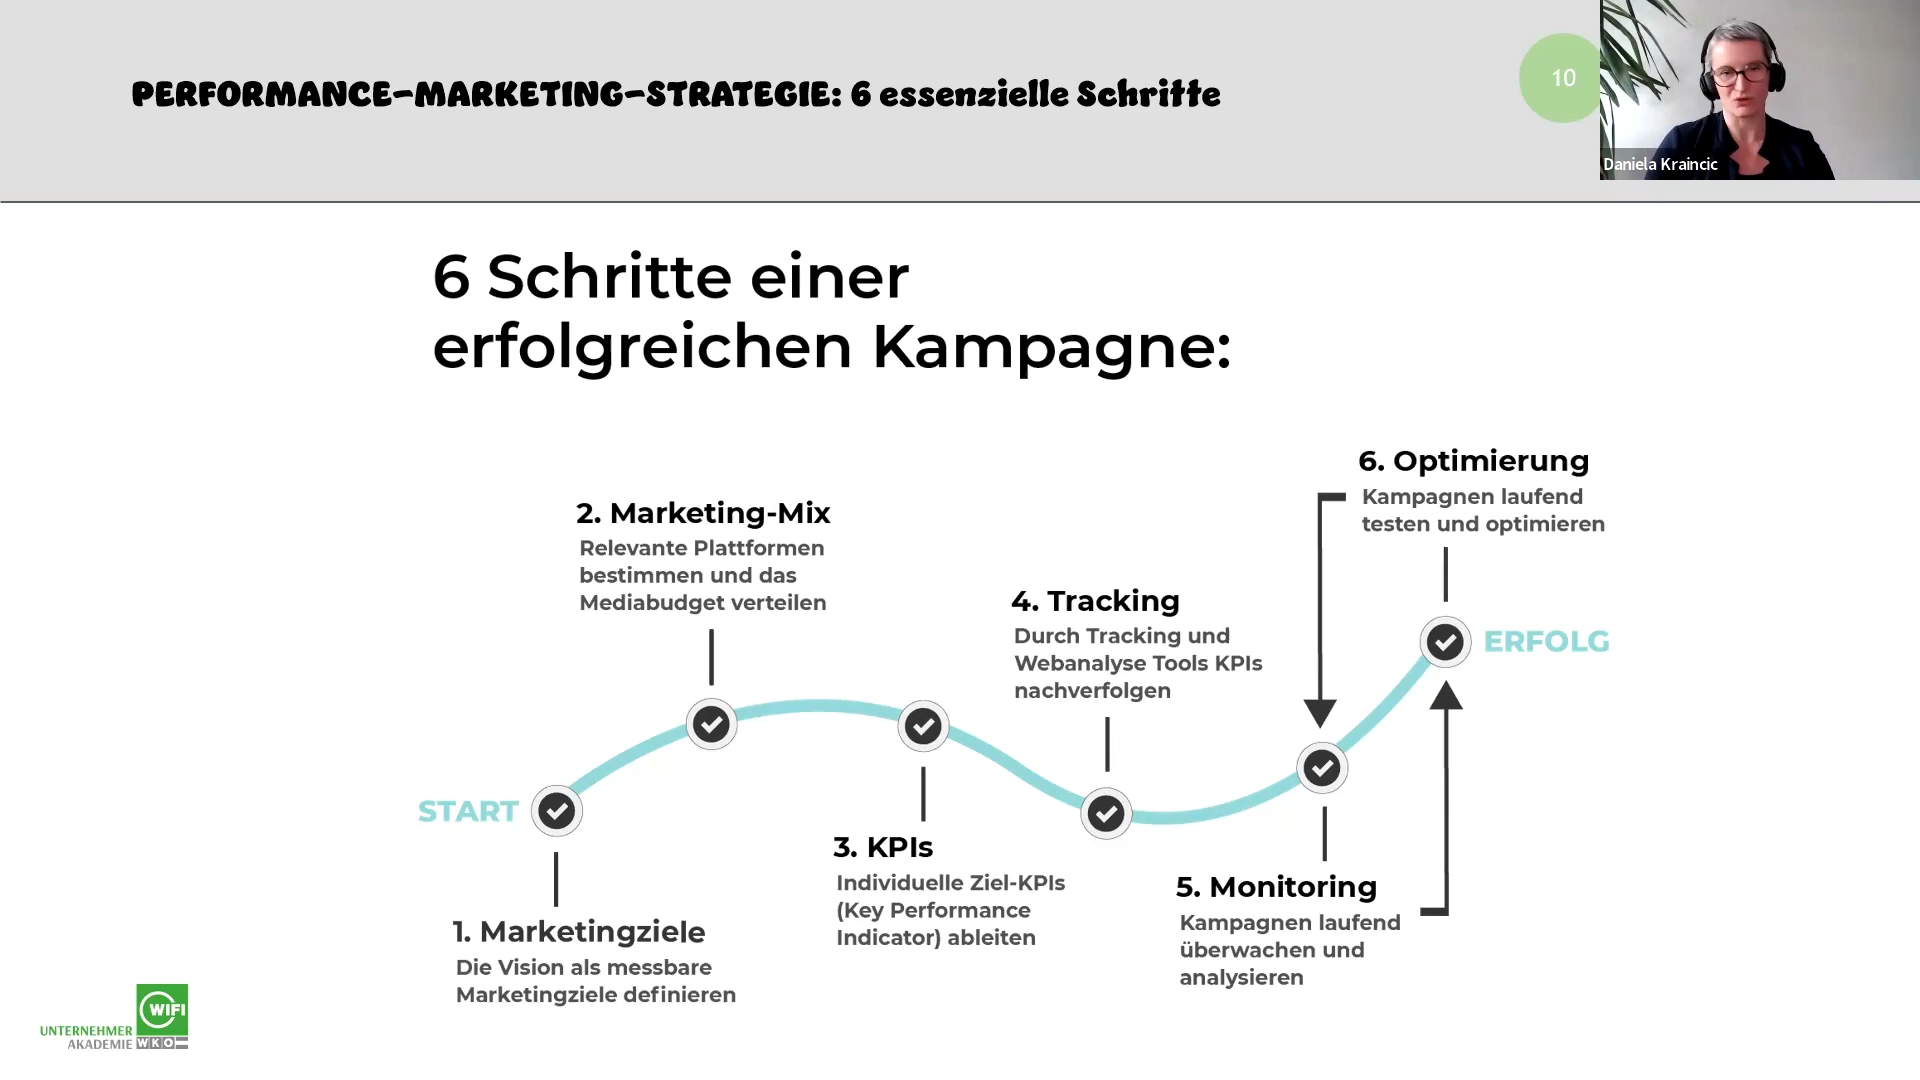 PERFORMANCE-MARKETING-STRATEGIE: 6 essenzielle Schritte
10
Daniela Kraincic
6 Schritte einer
erfolgreichen Kampagne:
6. Optimierung
Kampagnen laufend
testen und optimieren
2. Marketing-Mix
Relevante Plattformen
bestimmen und das
Mediabudget verteilen
4. Tracking
Durch Tracking und
Webanalyse Tools KPIs
nachverfolgen
ERFOLG
START
3. KPIs
Individuelle Ziel-KPIs
(Key Performance
Indicator) ableiten
5. Monitoring
Kampagnen laufend
überwachen und
analysieren
1. Marketingziele
Die Vision als messbare
Marketingziele definieren
WIFI
UNTERNEHMER
AKADEMIE WKO